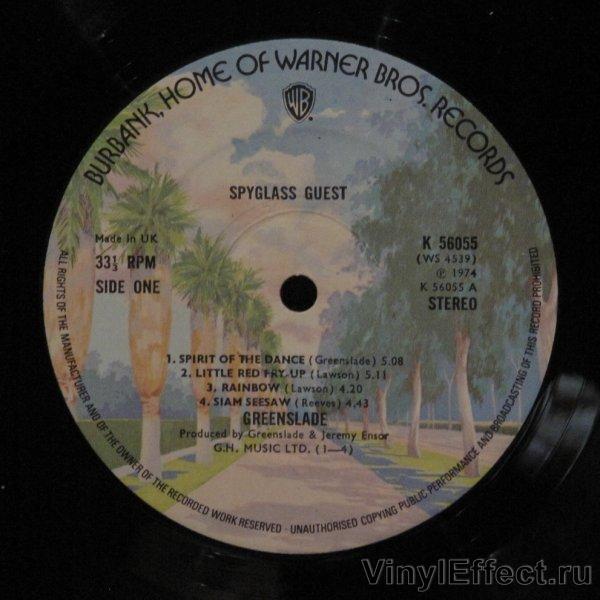 BURBANK, HOME OF WARNER BROS. RECORDS
WB
SPYGLASS GUEST
Made in UK
33⅓ RPM
SIDE ONE
K 56055
(WS 4539)
℗ 1974
K 56055 A
STEREO
1. SPIRIT OF THE DANCE (Greenslade) 5.08
2. LITTLE RED FRY-UP (Lawson) 5.11
3. RAINBOW (Lawson) 4.20
4. SIAM SEESAW (Reeves) 4.43
GREENSLADE
Produced by Greenslade & Jeremy Ensor
G.H. MUSIC LTD. (1—4)
ALL RIGHTS OF THE MANUFACTURER AND OF THE OWNER OF THE RECORDED WORK RESERVED - UNAUTHORISED COPYING PUBLIC PERFORMANCE AND BROADCASTING OF THIS RECORD PROHIBITED
VinylEffect.ru